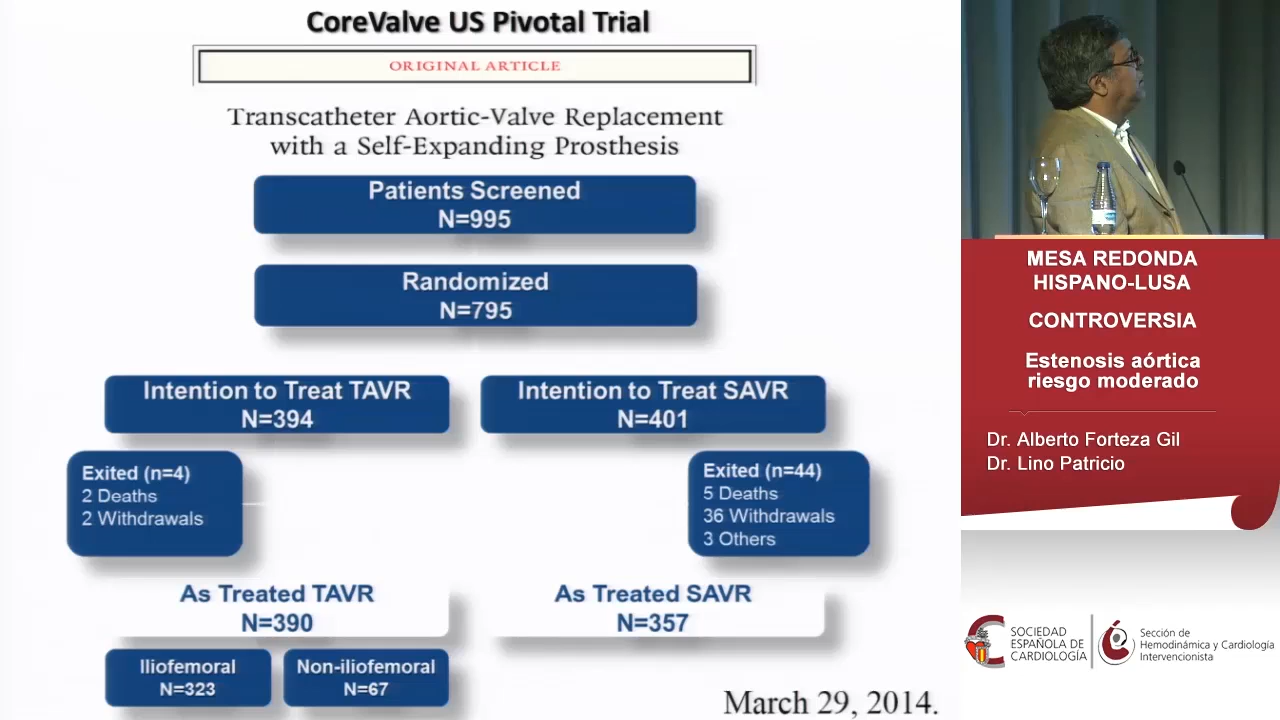 CoreValve US Pivotal Trial
ORIGINAL ARTICLE
Transcatheter Aortic-Valve Replacement
with a Self-Expanding Prosthesis
Patients Screened
N=995
Randomized
N=795
Intention to Treat TAVR
N=394
Intention to Treat SAVR
N=401
Exited (n=4)
2 Deaths
2 Withdrawals
Exited (n=44)
5 Deaths
36 Withdrawals
3 Others
As Treated TAVR
N=390
As Treated SAVR
N=357
Iliofemoral
N=323
Non-iliofemoral
N=67
March 29, 2014.
MESA REDONDA
HISPANO-LUSA
CONTROVERSIA
Estenosis aórtica
riesgo moderado
Dr. Alberto Forteza Gil
Dr. Lino Patricio
SOCIEDAD
ESPAÑOLA DE
CARDIOLOGÍA
Sección de
Hemodinámica y Cardiología
Intervencionista